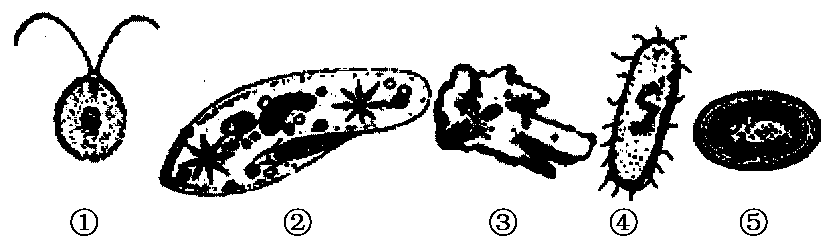 ① ② ③ ④ ⑤